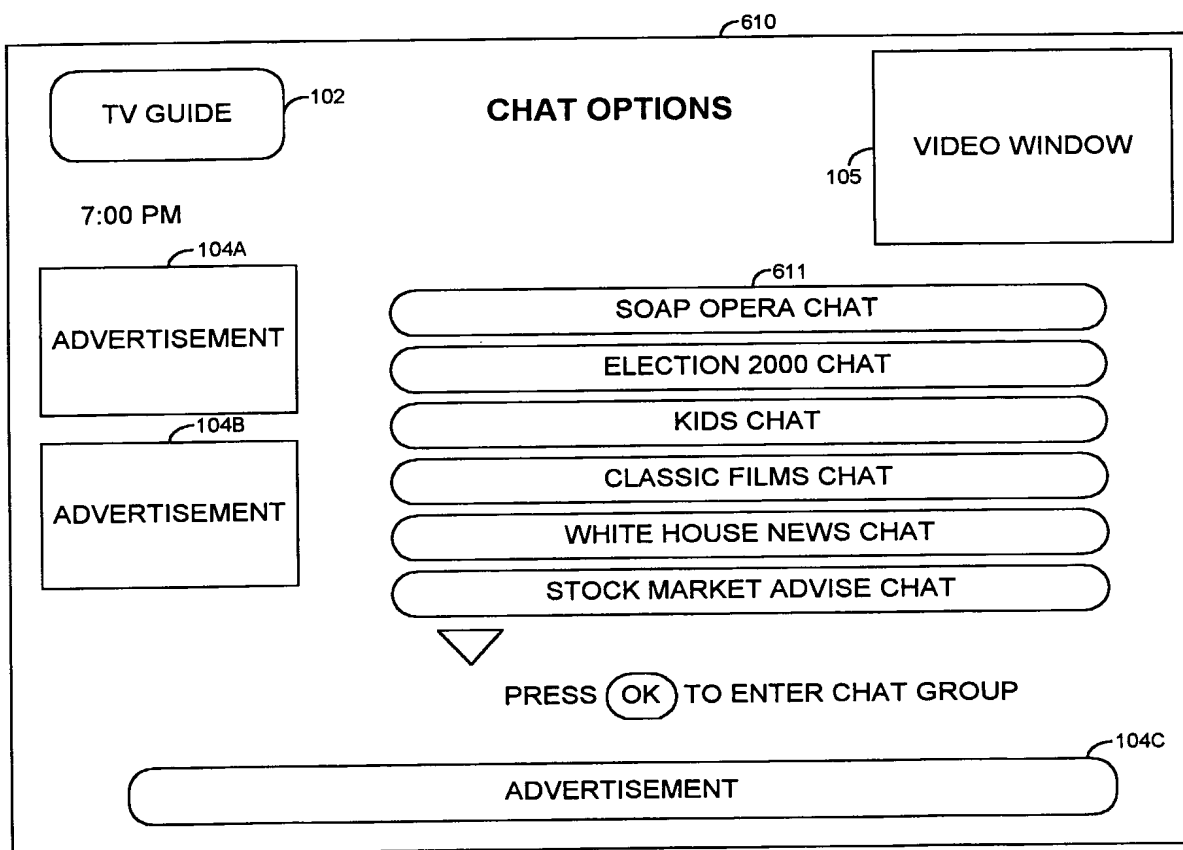 610
TV GUIDE
102
CHAT OPTIONS
VIDEO WINDOW
105
7:00 PM
104A
ADVERTISEMENT
104B
ADVERTISEMENT
611
SOAP OPERA CHAT
ELECTION 2000 CHAT
KIDS CHAT
CLASSIC FILMS CHAT
WHITE HOUSE NEWS CHAT
STOCK MARKET ADVISE CHAT
PRESS OK TO ENTER CHAT GROUP
104C
ADVERTISEMENT